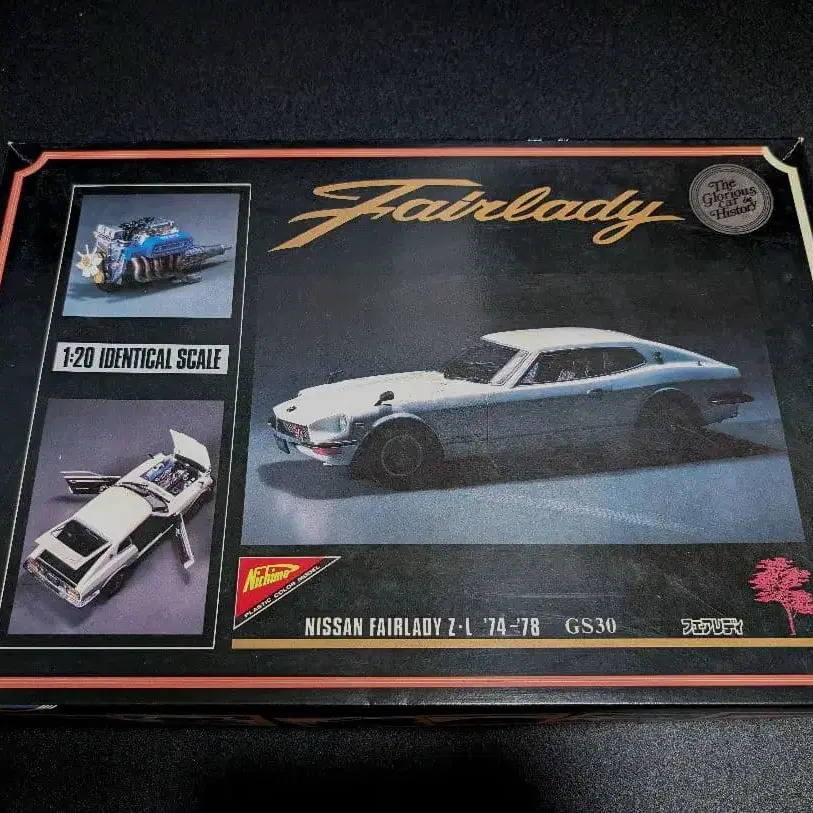 Fairlady
The
Glorious
Car in
History
1:20 IDENTICAL SCALE
Nichimo
PLASTIC COLOR MODEL
NISSAN FAIRLADY Z·L '74-'78 GS30 フェアレディ